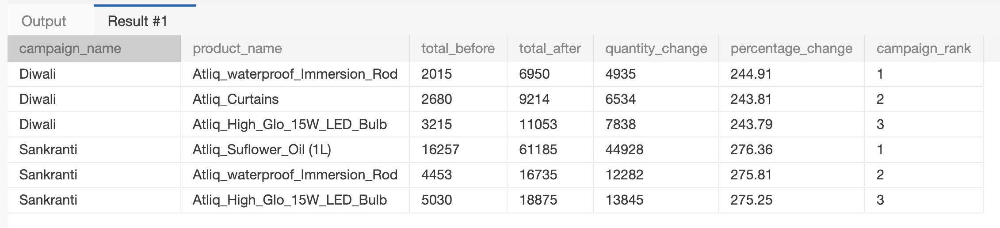 Output Result #1
campaign_name product_name total_before total_after quantity_change percentage_change campaign_rank
Diwali Atliq_waterproof_Immersion_Rod 2015 6950 4935 244.91 1
Diwali Atliq_Curtains 2680 9214 6534 243.81 2
Diwali Atliq_High_Glo_15W_LED_Bulb 3215 11053 7838 243.79 3
Sankranti Atliq_Suflower_Oil (1L) 16257 61185 44928 276.36 1
Sankranti Atliq_waterproof_Immersion_Rod 4453 16735 12282 275.81 2
Sankranti Atliq_High_Glo_15W_LED_Bulb 5030 18875 13845 275.25 3